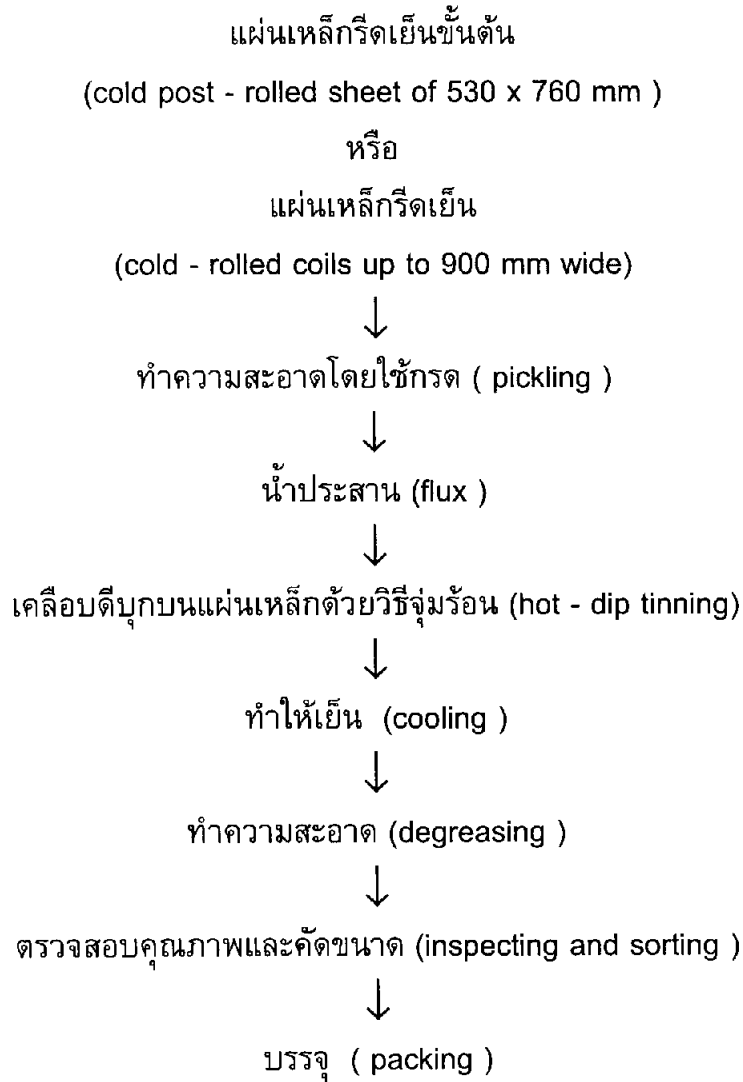 แผ่นเหล็กรีดเย็นขั้นต้น
(cold post - rolled sheet of 530 x 760 mm )
หรือ
แผ่นเหล็กรีดเย็น
(cold - rolled coils up to 900 mm wide)
↓
ทำความสะอาดโดยใช้กรด ( pickling )
↓
น้ำประสาน (flux )
↓
เคลือบดีบุกบนแผ่นเหล็กด้วยวิธีจุ่มร้อน (hot - dip tinning)
↓
ทำให้เย็น (cooling )
↓
ทำความสะอาด (degreasing )
↓
ตรวจสอบคุณภาพและคัดขนาด (inspecting and sorting )
↓
บรรจุ ( packing )